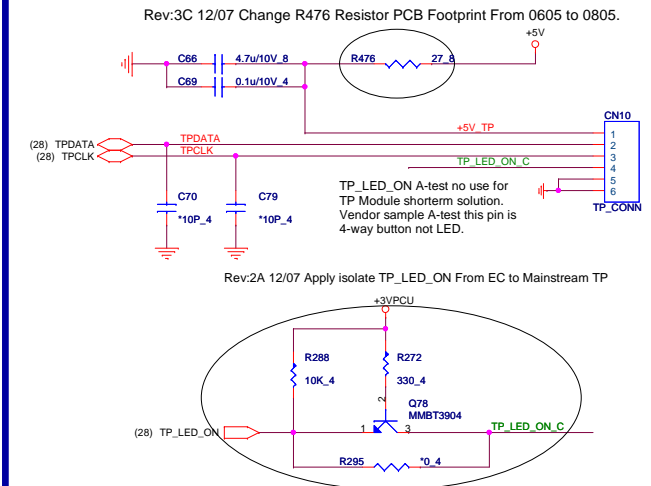 Rev:3C 12/07 Change R476 Resistor PCB Footprint From 0605 to 0805.
+5V
C66 4.7u/10V_8 R476 27_8
C69 0.1u/10V_4
CN10
+5V_TP 1
(28) TPDATA TPDATA 2
(28) TPCLK TPCLK 3
TP_LED_ON_C 4
5
6
TP_CONN
C70 C79
*10P_4 *10P_4
TP_LED_ON A-test no use for
TP Module shorterm solution.
Vendor sample A-test this pin is
4-way button not LED.
Rev:2A 12/07 Apply isolate TP_LED_ON From EC to Mainstream TP
+3VPCU
R288 R272
10K_4 330_4
2 Q78
MMBT3904
(28) TP_LED_ON 1 3 TP_LED_ON_C
R295 *0_4